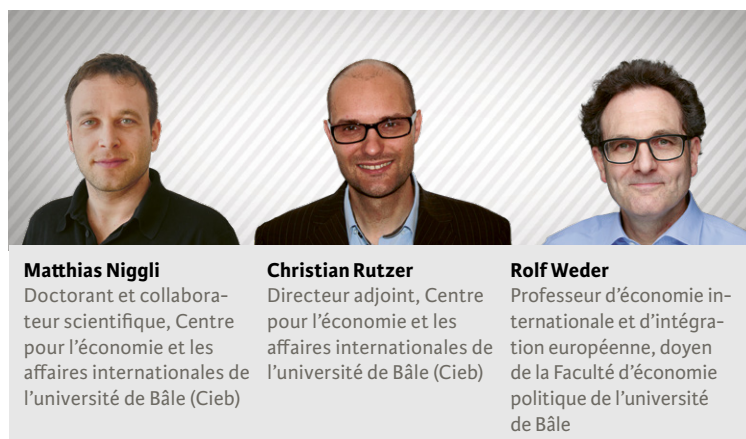 Matthias Niggli
Doctorant et collabora-
teur scientifique, Centre
pour l'économie et les
affaires internationales de
l'université de Bâle (Cieb)
Christian Rutzer
Directeur adjoint, Centre
pour l'économie et les
affaires internationales de
l'université de Bâle (Cieb)
Rolf Weder
Professeur d'économie in-
ternationale et d'intégra-
tion européenne, doyen
de la Faculté d'économie
politique de l'université
de Bâle